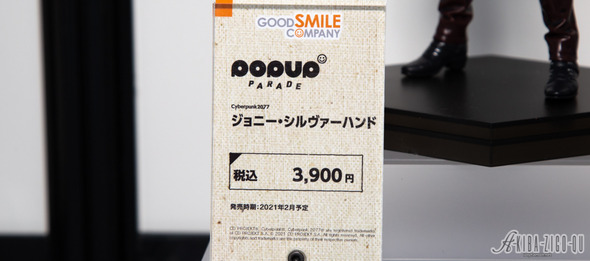 GOOD SMILE
COMPANY
POPUP
PARADE
Cyberpunk2077
ジョニー・シルヴァーハンド
税込 3,900円
発売時期：2021年2月予定
AKIBA-ZIGO-QU